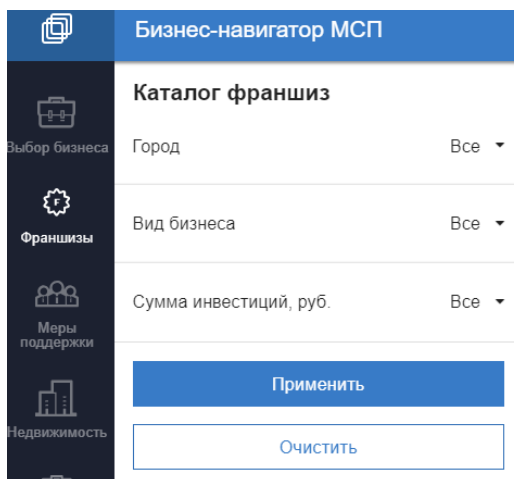 Бизнес-навигатор МСП
Выбор бизнеса
Франшизы
Меры
поддержки
Недвижимость
Каталог франшиз
Город Все
Вид бизнеса Все
Сумма инвестиций, руб. Все
Применить
Очистить